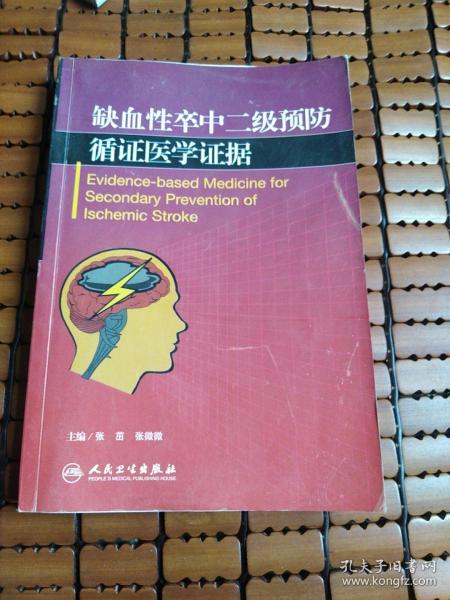 缺血性卒中二级预防
循证医学证据
Evidence-based Medicine for
Secondary Prevention of
Ischemic Stroke
主编/张 苗 张微微
人民卫生出版社
PEOPLE'S MEDICAL PUBLISHING HOUSE
孔夫子旧书网
www.kongfz.com